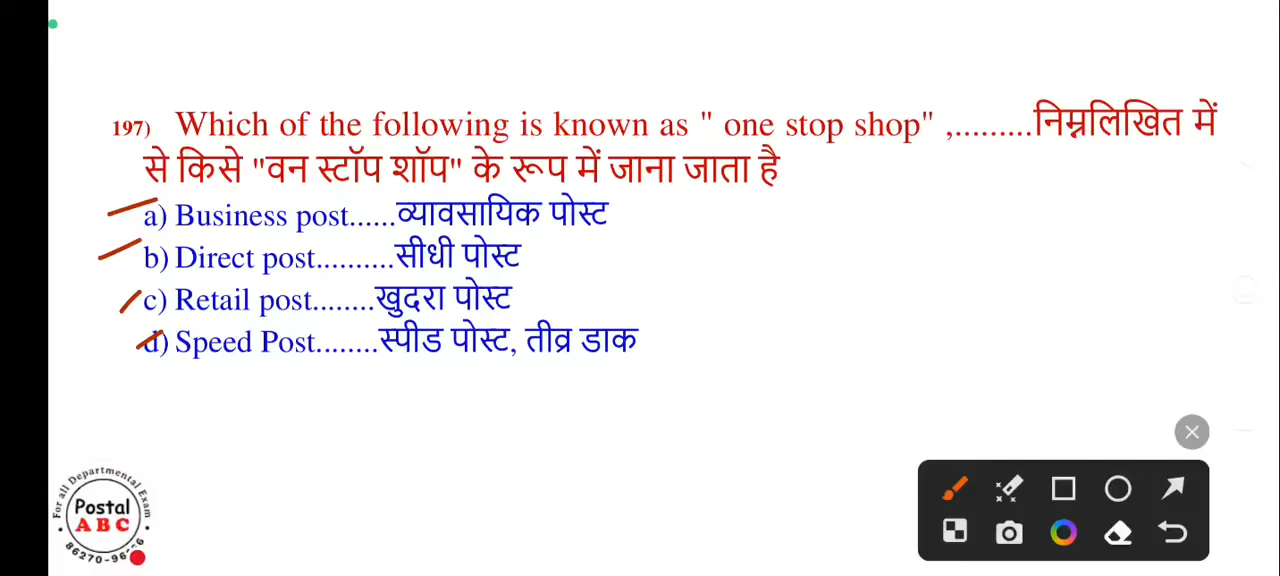 197) Which of the following is known as " one stop shop" ,.........निम्नलिखित में
से किसे "वन स्टॉप शॉप" के रूप में जाना जाता है
a) Business post......व्यावसायिक पोस्ट
b) Direct post..........सीधी पोस्ट
c) Retail post........खुदरा पोस्ट
d) Speed Post........स्पीड पोस्ट, तीव्र डाक
For all Departmental Exam
Postal
A B C